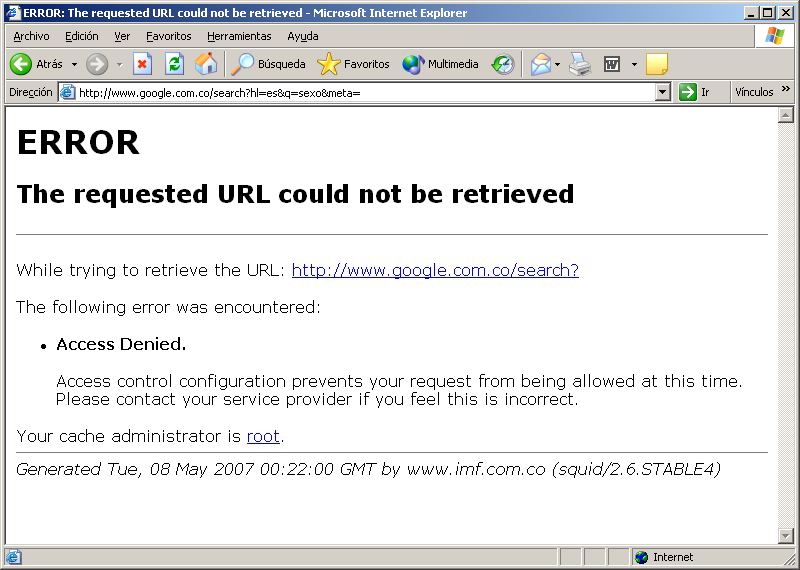 ERROR: The requested URL could not be retrieved - Microsoft Internet Explorer
Archivo Edición Ver Favoritos Herramientas Ayuda
Atrás Búsqueda Favoritos Multimedia
Dirección http://www.google.com.co/search?hl=es&q=sexo&meta= Ir Vínculos »
ERROR
The requested URL could not be retrieved
While trying to retrieve the URL: http://www.google.com.co/search?
The following error was encountered:
• Access Denied.
Access control configuration prevents your request from being allowed at this time.
Please contact your service provider if you feel this is incorrect.
Your cache administrator is root.
Generated Tue, 08 May 2007 00:22:00 GMT by www.imf.com.co (squid/2.6.STABLE4)
Internet